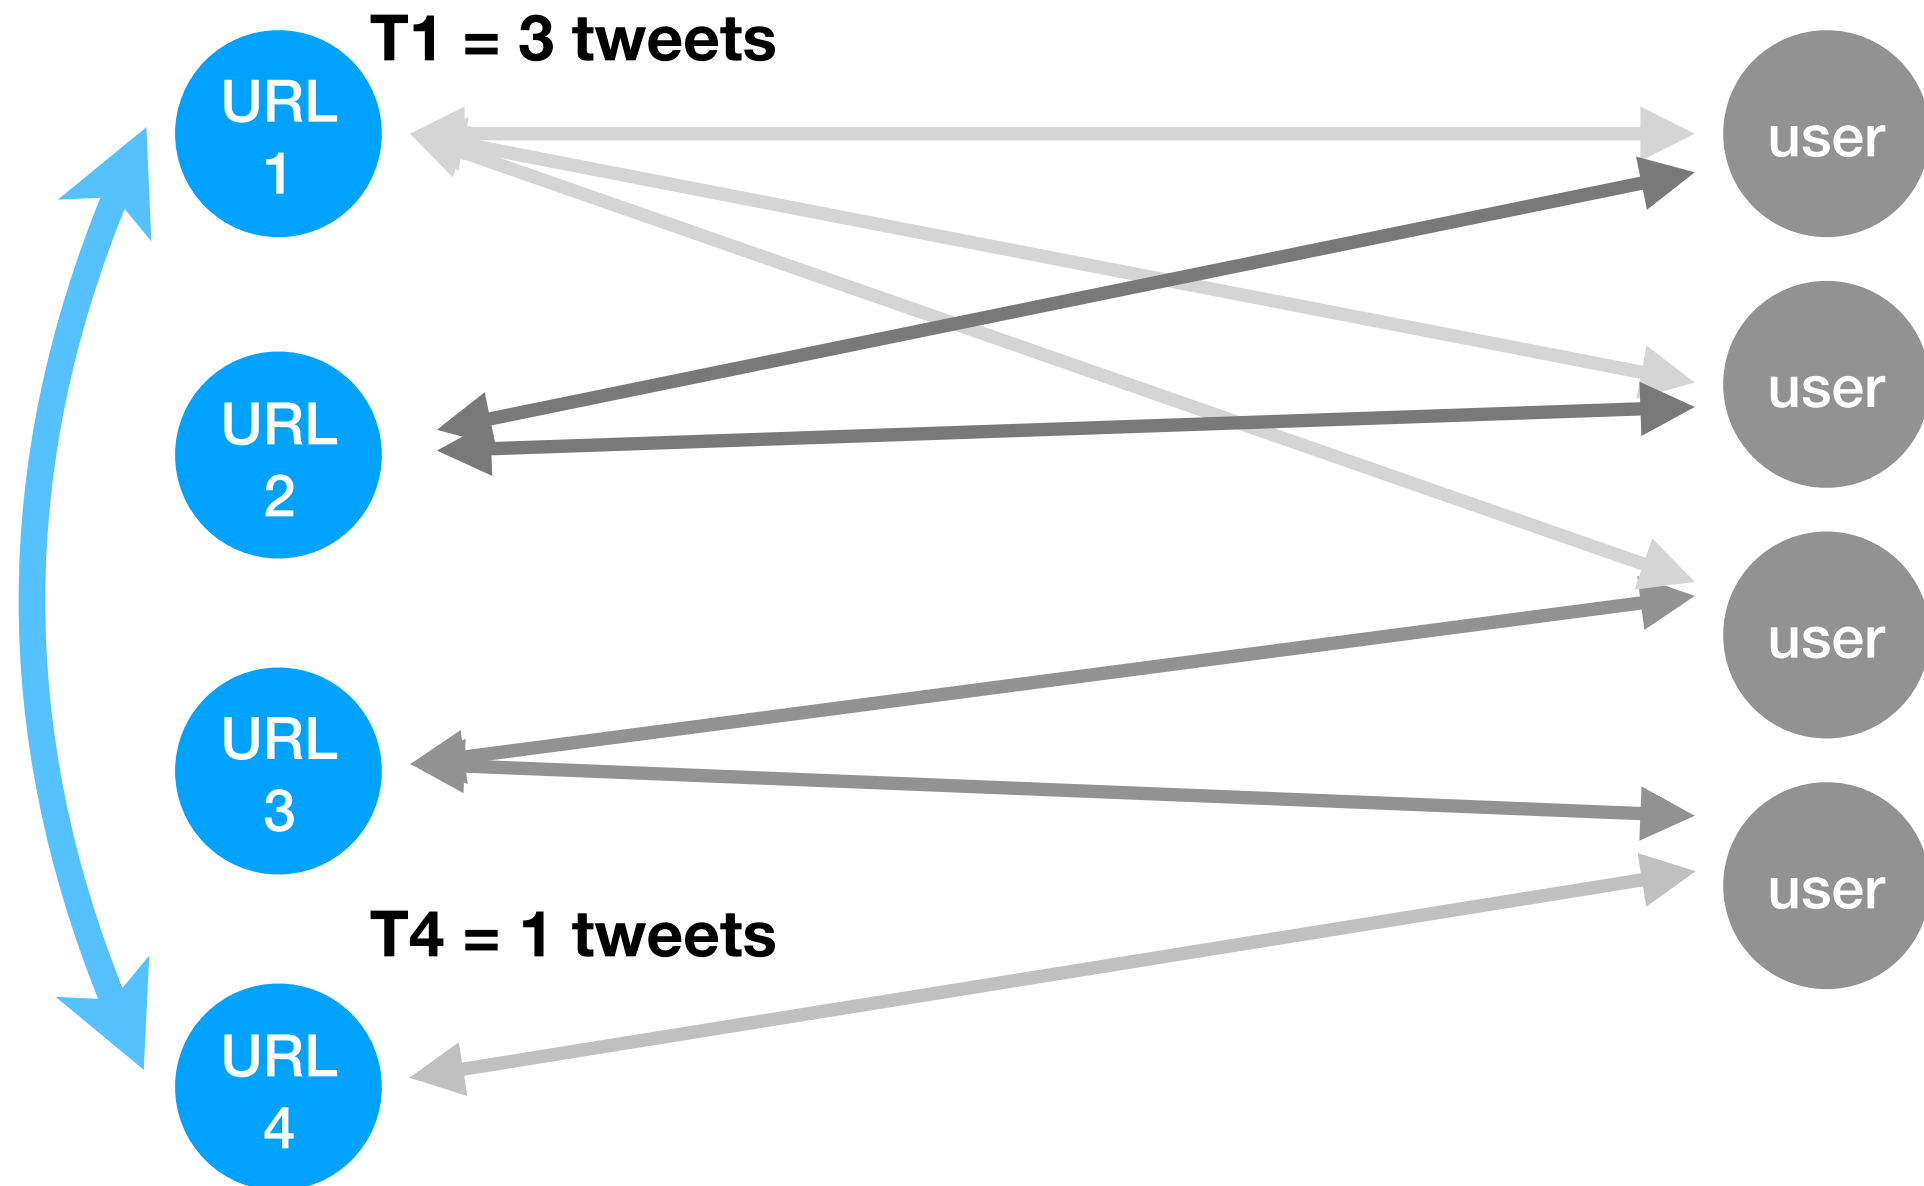 T1 = 3 tweets
URL
1
user
URL
2
user
URL
3
user
T4 = 1 tweets
URL
4
user